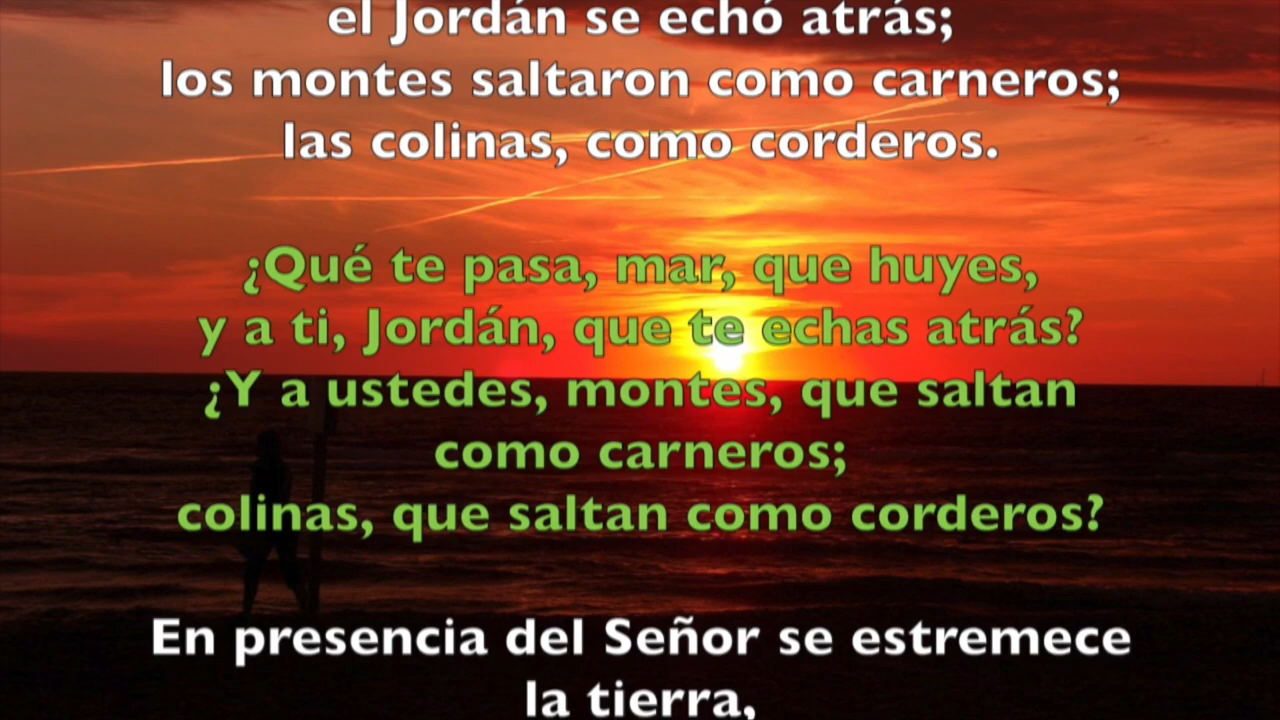 el Jordán se echó atrás;
los montes saltaron como carneros;
las colinas, como corderos.
¿Qué te pasa, mar, que huyes,
y a ti, Jordán, que te echas atrás?
¿Y a ustedes, montes, que saltan
como carneros;
colinas, que saltan como corderos?
En presencia del Señor se estremece
la tierra,